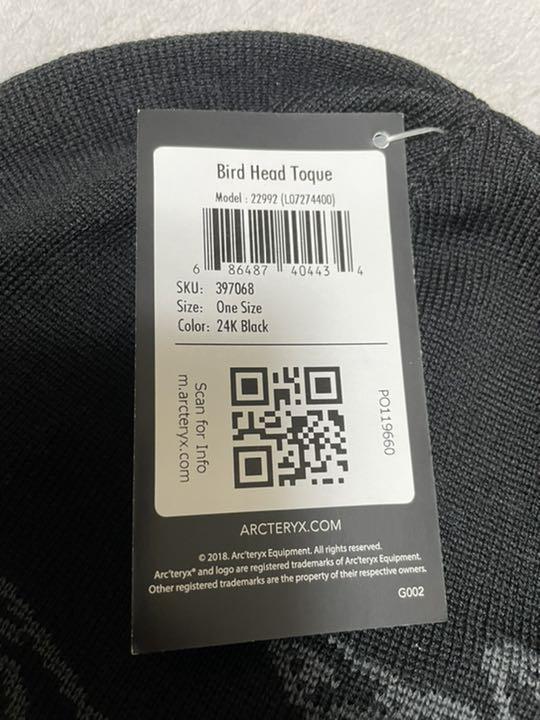 Bird Head Toque
Model : 22992 (L07274400)
6 86487 40443 4
SKU: 397068
Size: One Size
Color: 24K Black
Scan for Info
m.arcteryx.com
PO119660
ARCTERYX.COM
© 2018. Arc'teryx Equipment. All rights reserved.
Arc'teryx® and logo are registered trademarks of Arc'teryx Equipment.
Other registered trademarks are the property of their respective owners.
G002